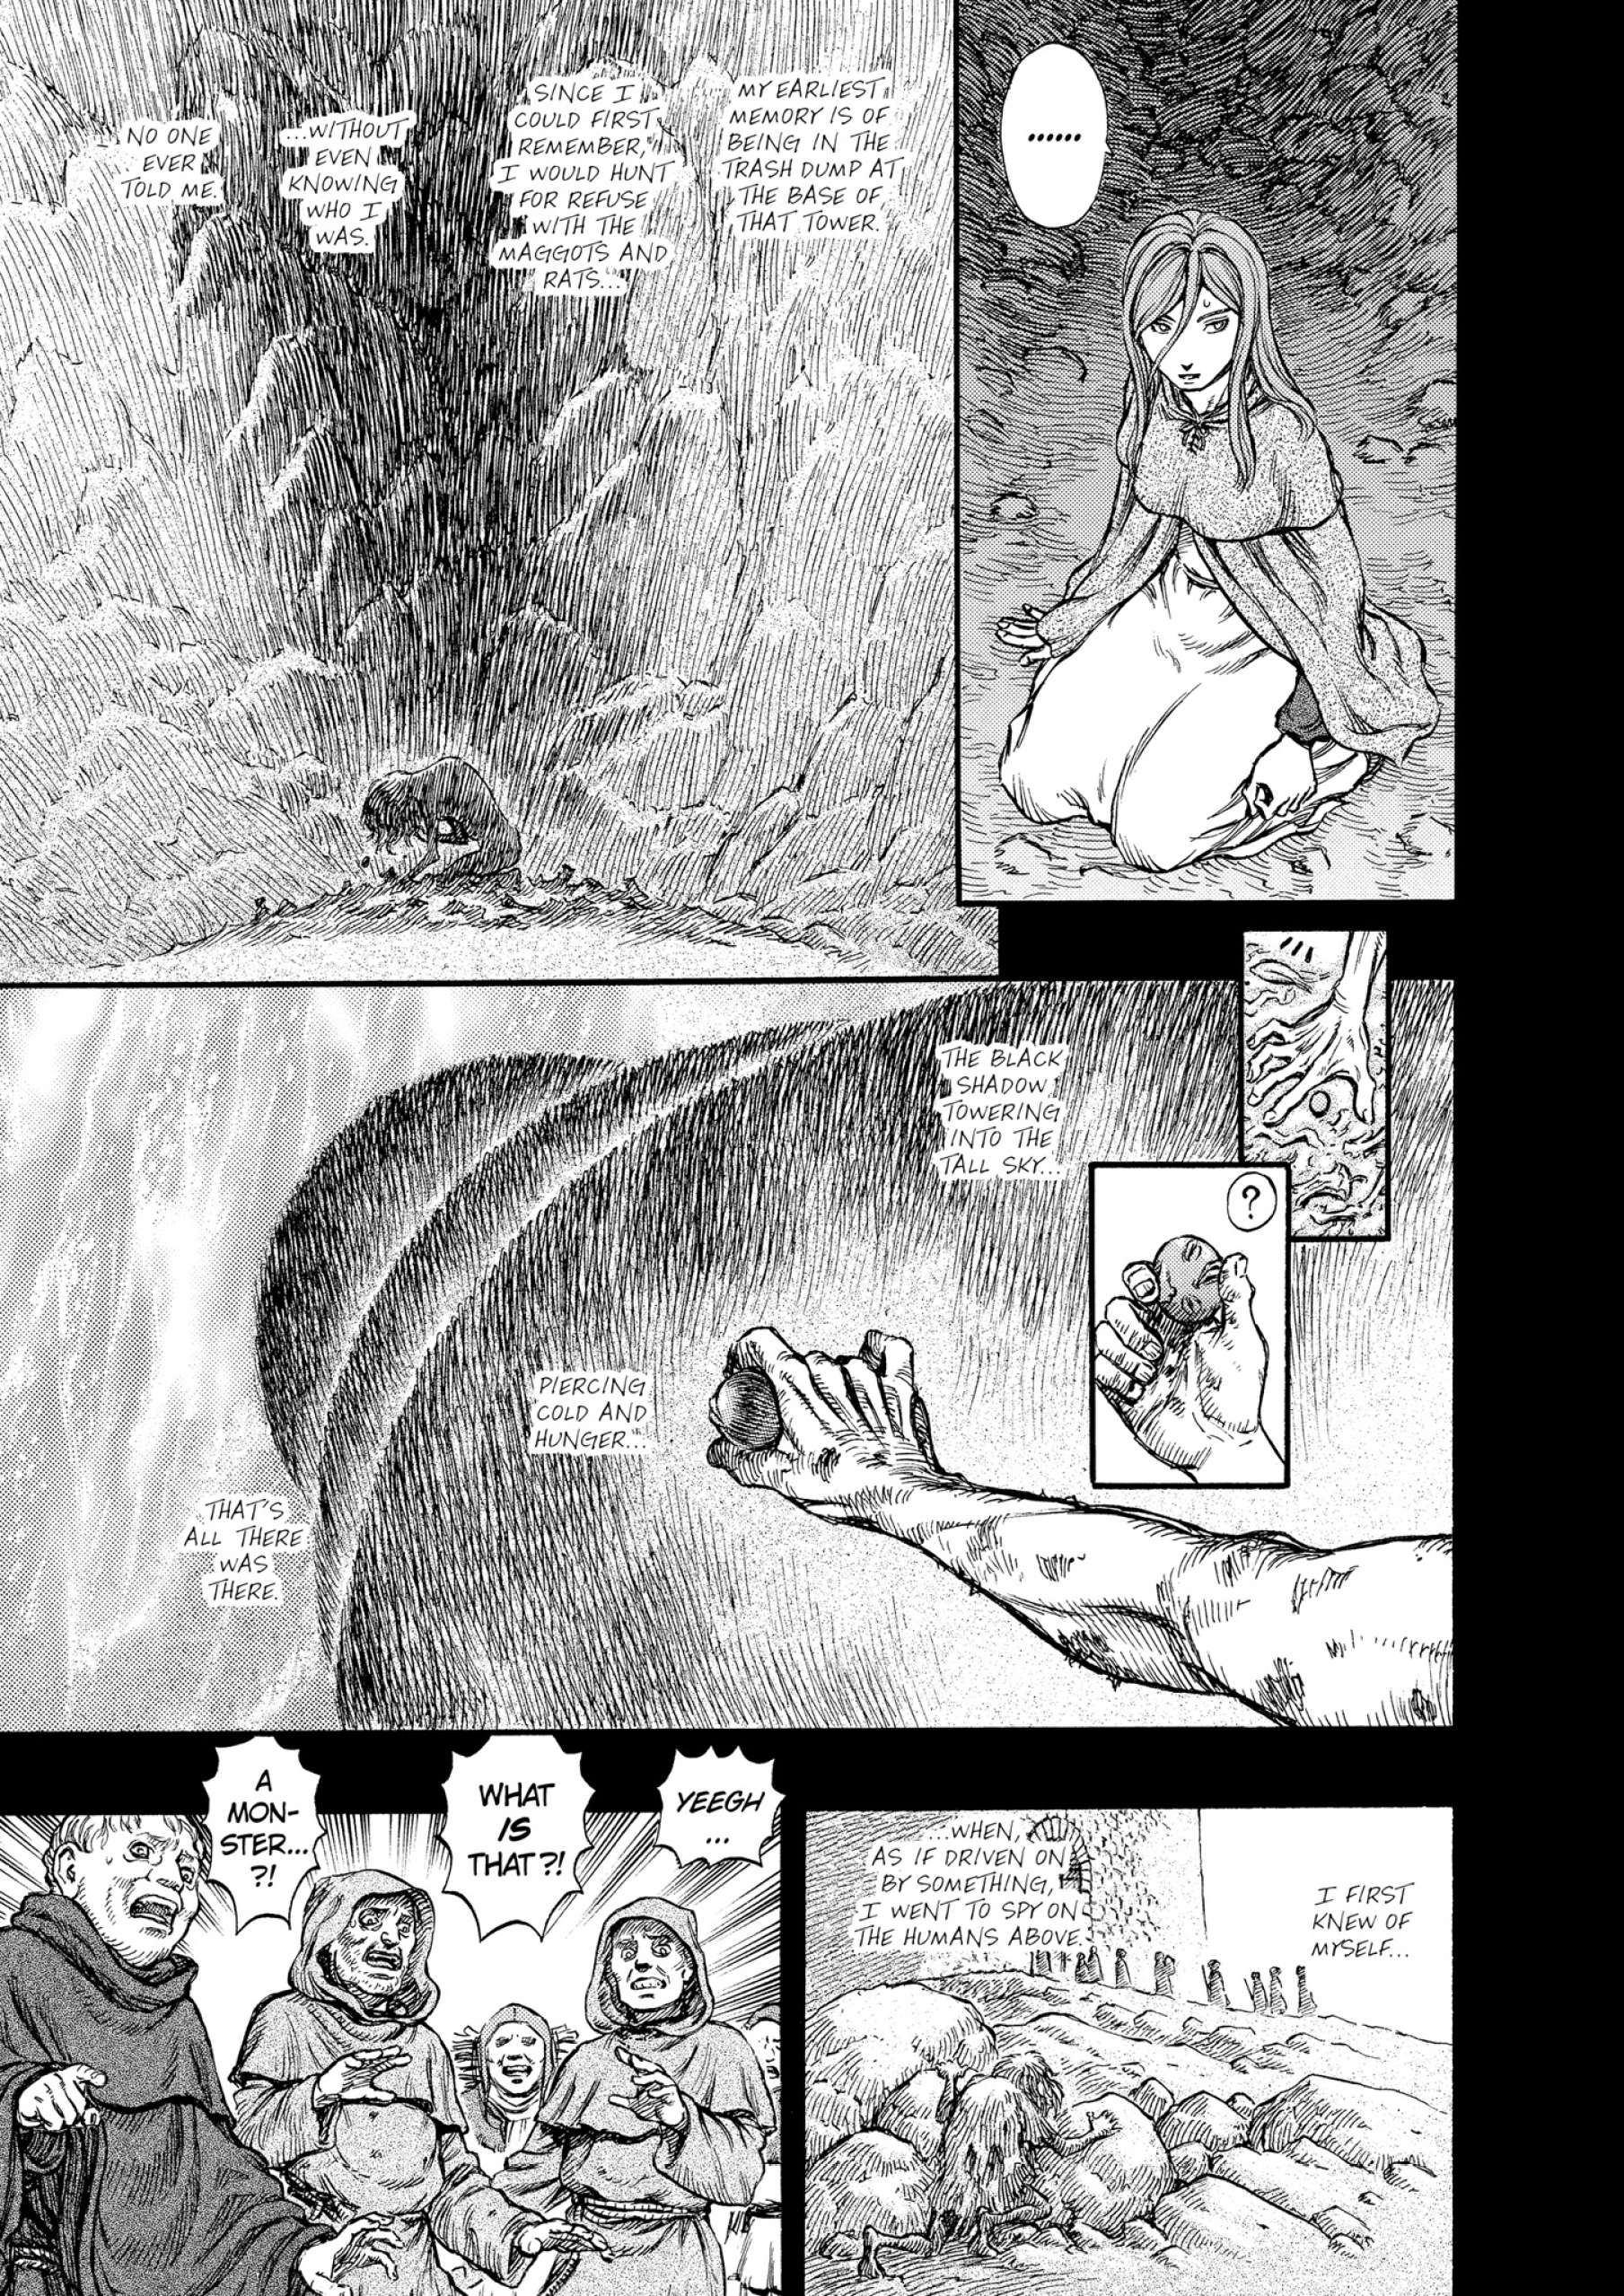 ......
MY EARLIEST
MEMORY IS OF
BEING IN THE
TRASH DUMP AT
THE BASE OF
THAT TOWER.
SINCE I
COULD FIRST
REMEMBER,
I WOULD HUNT
FOR REFUSE
WITH THE
MAGGOTS AND
RATS...
...WITHOUT
EVEN
KNOWING
WHO I
WAS.
NO ONE
EVER
TOLD ME.
?
THE BLACK
SHADOW
TOWERING
INTO THE
TALL SKY...
PIERCING
COLD AND
HUNGER...
THAT'S
ALL THERE
WAS
THERE.
I FIRST
KNEW OF
MYSELF...
...WHEN,
AS IF DRIVEN ON
BY SOMETHING,
I WENT TO SPY ON
THE HUMANS ABOVE.
YEEGH
...
WHAT
IS
THAT?!
A
MON-
STER...
?!